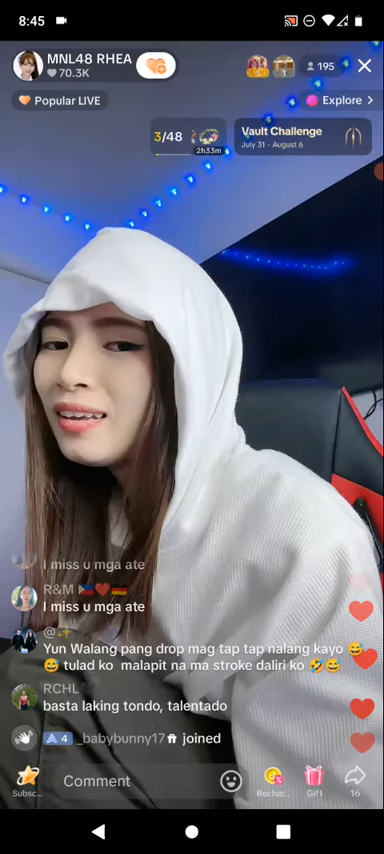 8:45
MNL48 RHEA
70.3K
5
1
195
Popular LIVE
Explore >
3/48
2h33m
Vault Challenge
July 31 - August 6
I miss u mga ate
R&M 🇵🇭❤️🇩🇪
I miss u mga ate
@✨
Yun Walang pang drop mag tap tap nalang kayo 😅
😅 tulad ko malapit na ma stroke daliri ko 🤣😅
RCHL
basta laking tondo, talentado
4 _babybunny17 joined
Subsc...
Comment
Rechar...
Gift
16